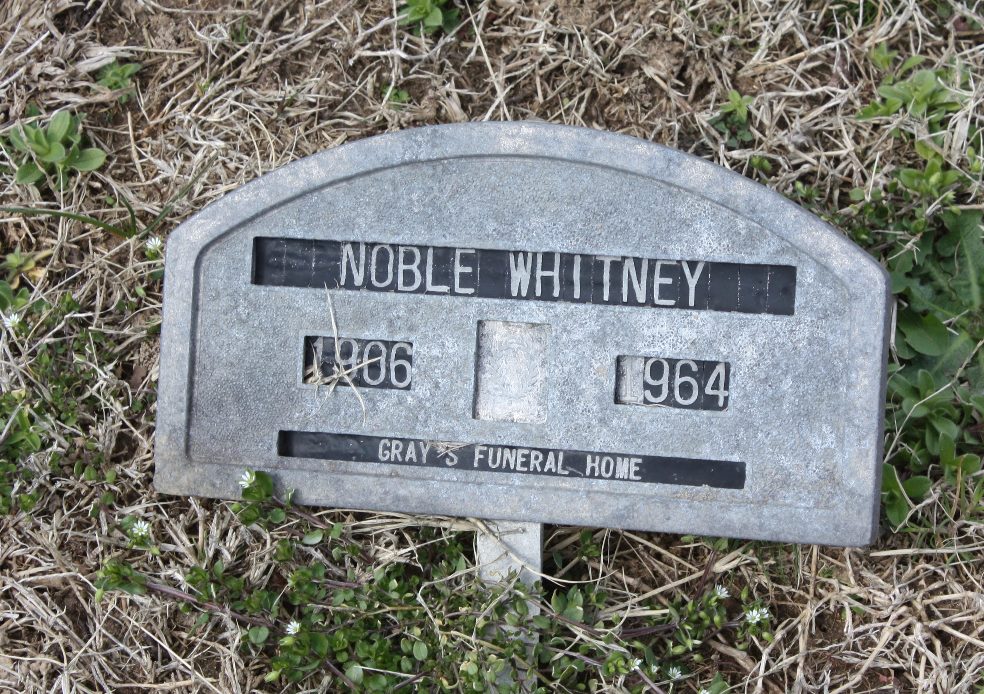 NOBLE WHITNEY
1906 1964
GRAY'S FUNERAL HOME